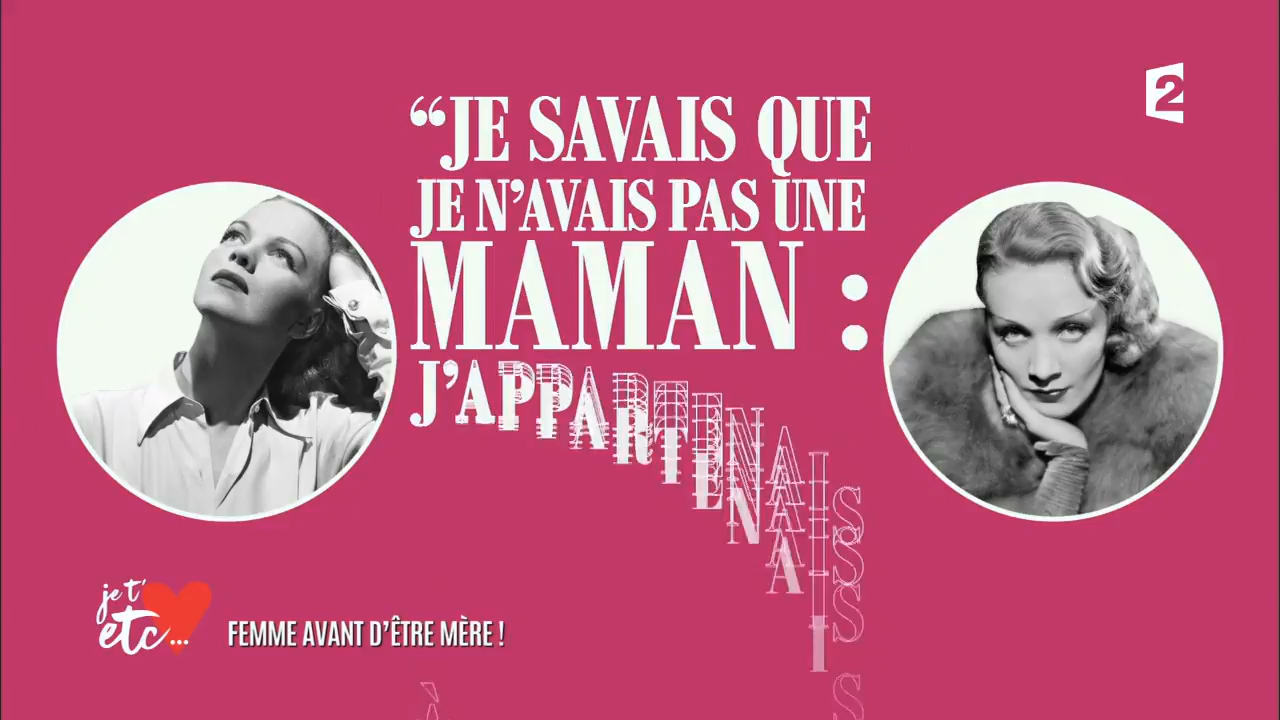 2
“JE SAVAIS QUE
JE N’AVAIS PAS UNE
MAMAN :
J’APPARTENAIS
À
je t’
etc...
FEMME AVANT D’ÊTRE MÈRE !